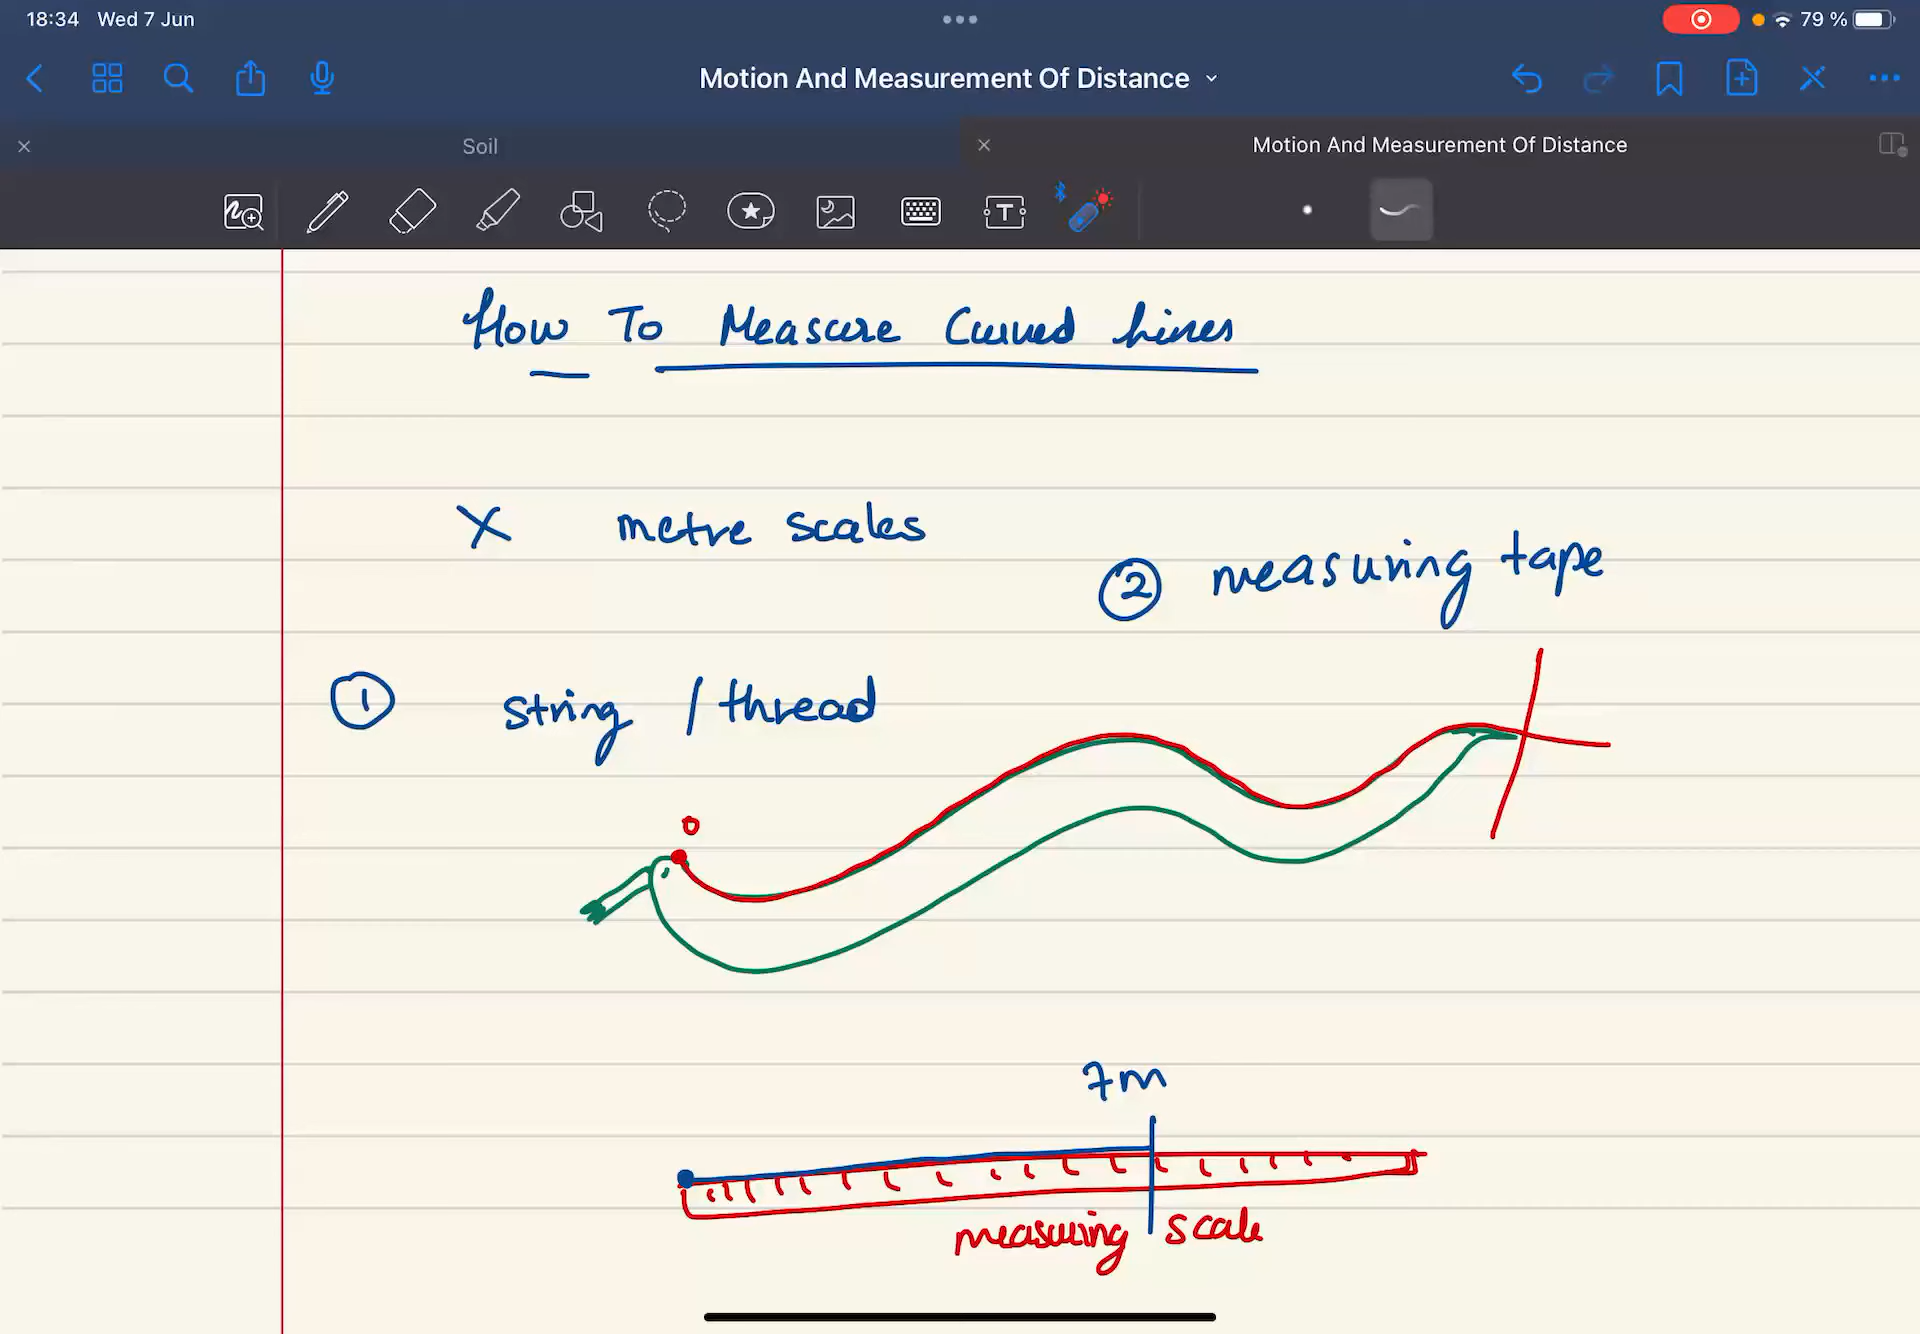 18:34 Wed 7 Jun
79 %
Motion And Measurement Of Distance
Soil
Motion And Measurement Of Distance
T
How To Measure Curved Lines
X metre scales
② measuring tape
① string / thread
0
7m
measuring scale